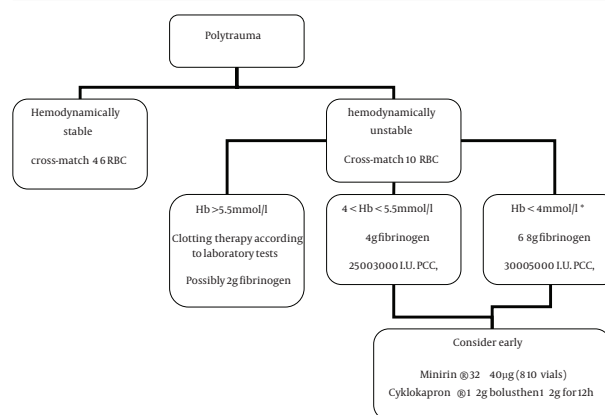 Polytrauma
Hemodynamically
stable
cross-match 4 6 RBC
hemodynamically
unstable
Cross-match 10 RBC
Hb >5.5mmol/l
Clotting therapy according
to laboratory tests
Possibly 2g fibrinogen
4 < Hb < 5.5mmol/l
4g fibrinogen
25003000 I.U. PCC,
Hb < 4mmol/l *
6 8g fibrinogen
30005000 I.U. PCC,
Consider early
Minirin ®32 40µg (8 10 vials)
Cyklokapron ®1 2g bolusthen1 2g for12h